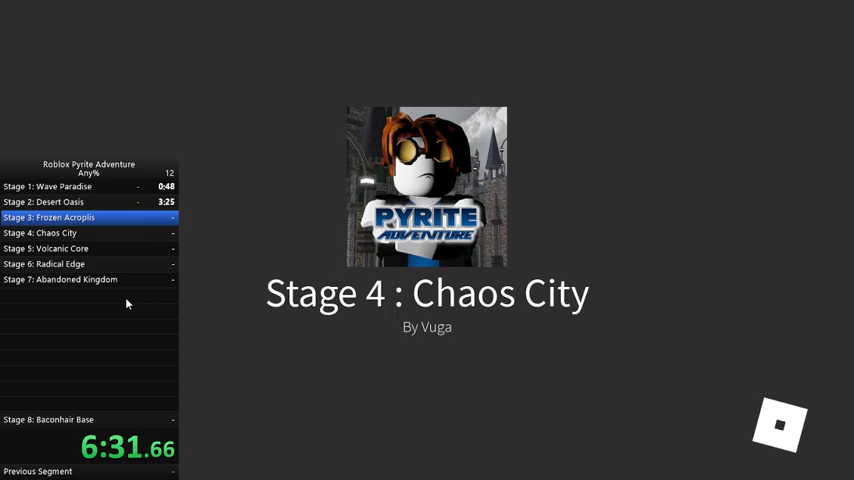 Roblox Pyrite Adventure
Any% 12
Stage 1: Wave Paradise - 0:48
Stage 2: Desert Oasis - 3:25
Stage 3: Frozen Acroplis -
Stage 4: Chaos City -
Stage 5: Volcanic Core -
Stage 6: Radical Edge -
Stage 7: Abandoned Kingdom -
Stage 8: Baconhair Base -
6:31.66
Previous Segment -
PYRITE
ADVENTURE
Stage 4 : Chaos City
By Vuga